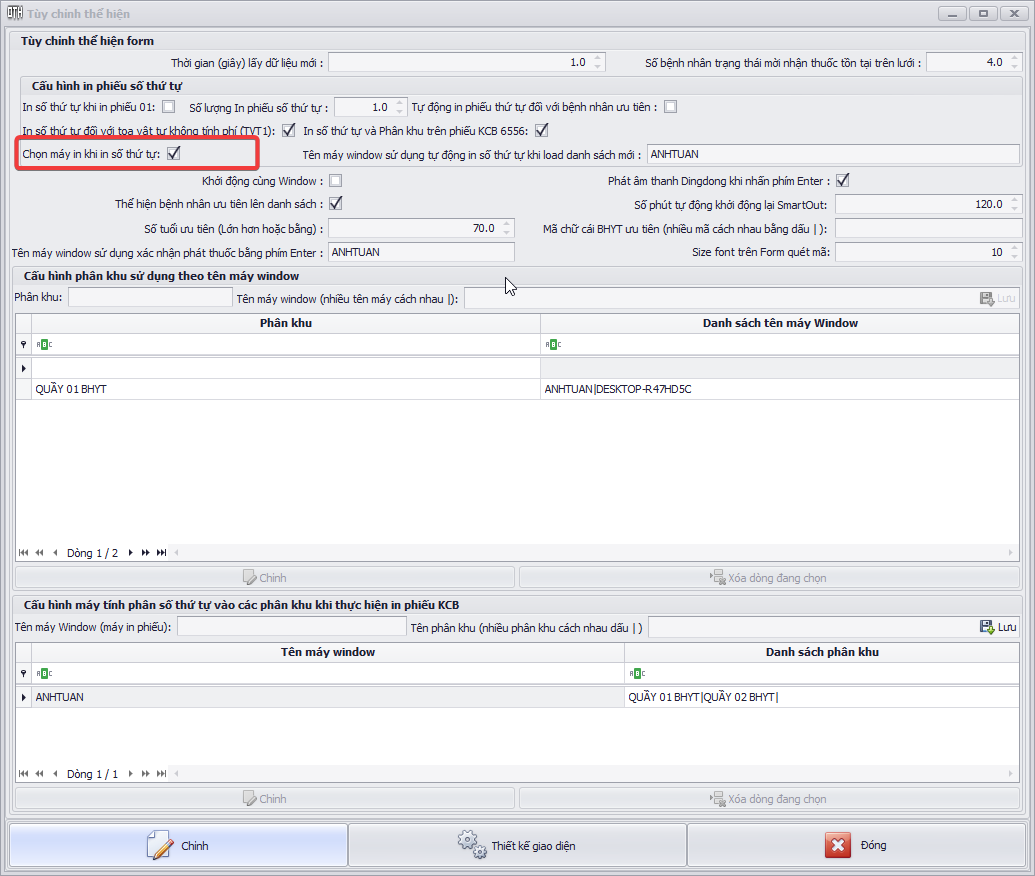 DTH Tùy chỉnh thể hiện
Tùy chỉnh thể hiện form
Thời gian (giây) lấy dữ liệu mới : 1.0 Số bệnh nhân trạng thái mời nhận thuốc tồn tại trên lưới : 4.0
Cấu hình in phiếu số thứ tự
In số thứ tự khi in phiếu 01: Số lượng In phiếu số thứ tự : 1.0 Tự động in phiếu thứ tự đối với bệnh nhân ưu tiên :
In số thứ tự đối với toa vật tư không tính phí (TVT1): In số thứ tự và Phân khu trên phiếu KCB 6556:
Chọn máy in khi in số thứ tự: Tên máy window sử dụng tự động in số thứ tự khi load danh sách mới : ANHTUAN
Khởi động cùng Window : Phát âm thanh Dingdong khi nhấn phím Enter :
Thể hiện bệnh nhân ưu tiên lên danh sách : Số phút tự động khởi động lại SmartOut: 120.0
Số tuổi ưu tiên (Lớn hơn hoặc bằng) : 70.0 Mã chữ cái BHYT ưu tiên (nhiều mã cách nhau bằng dấu | ):
Tên máy window sử dụng xác nhận phát thuốc bằng phím Enter : ANHTUAN Size font trên Form quét mã: 10
Cấu hình phân khu sử dụng theo tên máy window
Phân khu: Tên máy window (nhiều tên máy cách nhau |): Lưu
Phân khu Danh sách tên máy Window
ABC ABC
QUẦY 01 BHYT ANHTUAN|DESKTOP-R47HD5C
Dòng 1 / 2
Chỉnh Xóa dòng đang chọn
Cấu hình máy tính phân số thứ tự vào các phân khu khi thực hiện in phiếu KCB
Tên máy Window (máy in phiếu): Tên phân khu (nhiều phân khu cách nhau dấu | ) Lưu
Tên máy window Danh sách phân khu
ABC ABC
ANHTUAN QUẦY 01 BHYT|QUẦY 02 BHYT|
Dòng 1 / 1
Chỉnh Xóa dòng đang chọn
Chỉnh Thiết kế giao diện Đóng